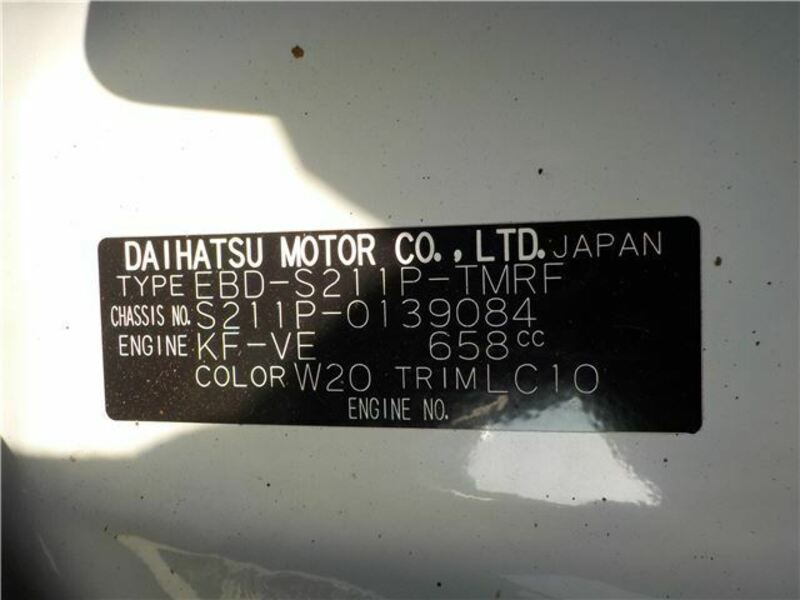 DAIHATSU MOTOR CO., LTD. JAPAN
TYPE EBD-S211P-TMRF
CHASSIS NO. S211P-0139084
ENGINE KF-VE 658cc
COLOR W20 TRIM LC10
ENGINE NO.